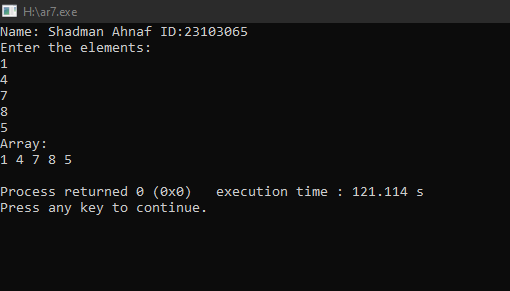 H:\ar7.exe
Name: Shadman Ahnaf ID:23103065
Enter the elements:
1
4
7
8
5
Array:
1 4 7 8 5
Process returned 0 (0x0)   execution time : 121.114 s
Press any key to continue.